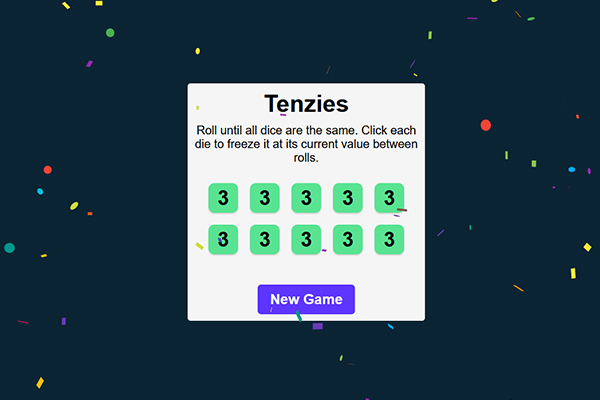 Tenzies
Roll until all dice are the same. Click each
die to freeze it at its current value between
rolls.
3 3 3 3 3
3 3 3 3 3
New Game